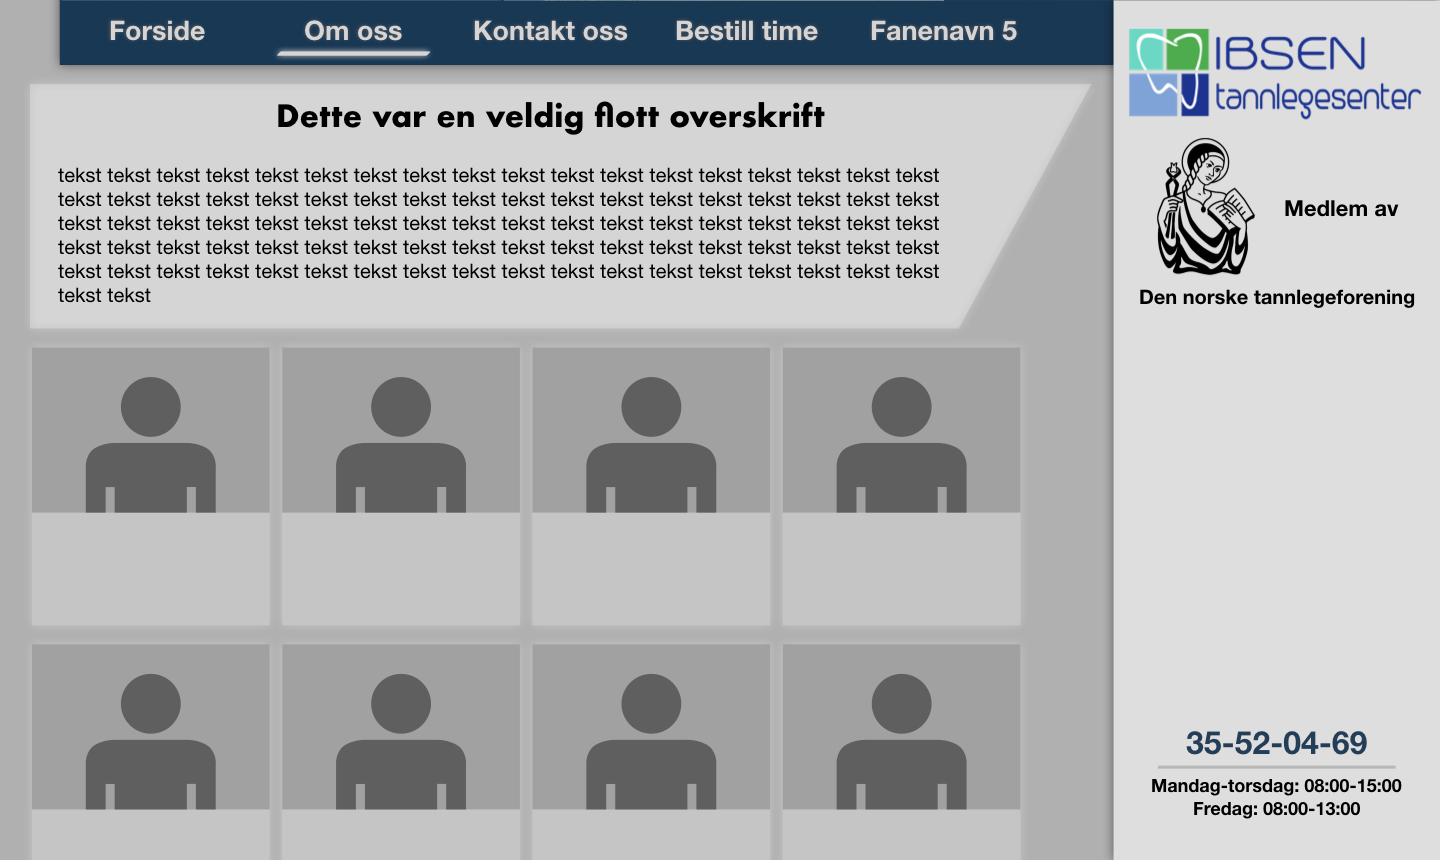 Forside Om oss Kontakt oss Bestill time Fanenavn 5
Dette var en veldig flott overskrift
tekst tekst tekst tekst tekst tekst tekst tekst tekst tekst tekst tekst tekst tekst tekst tekst tekst tekst
tekst tekst tekst tekst tekst tekst tekst tekst tekst tekst tekst tekst tekst tekst tekst tekst tekst tekst
tekst tekst tekst tekst tekst tekst tekst tekst tekst tekst tekst tekst tekst tekst tekst tekst tekst tekst
tekst tekst tekst tekst tekst tekst tekst tekst tekst tekst tekst tekst tekst tekst tekst tekst tekst tekst
tekst tekst tekst tekst tekst tekst tekst tekst tekst tekst tekst tekst tekst tekst tekst tekst tekst tekst
tekst tekst
IBSEN
tannlegesenter
Medlem av
Den norske tannlegeforening
35-52-04-69
Mandag-torsdag: 08:00-15:00
Fredag: 08:00-13:00